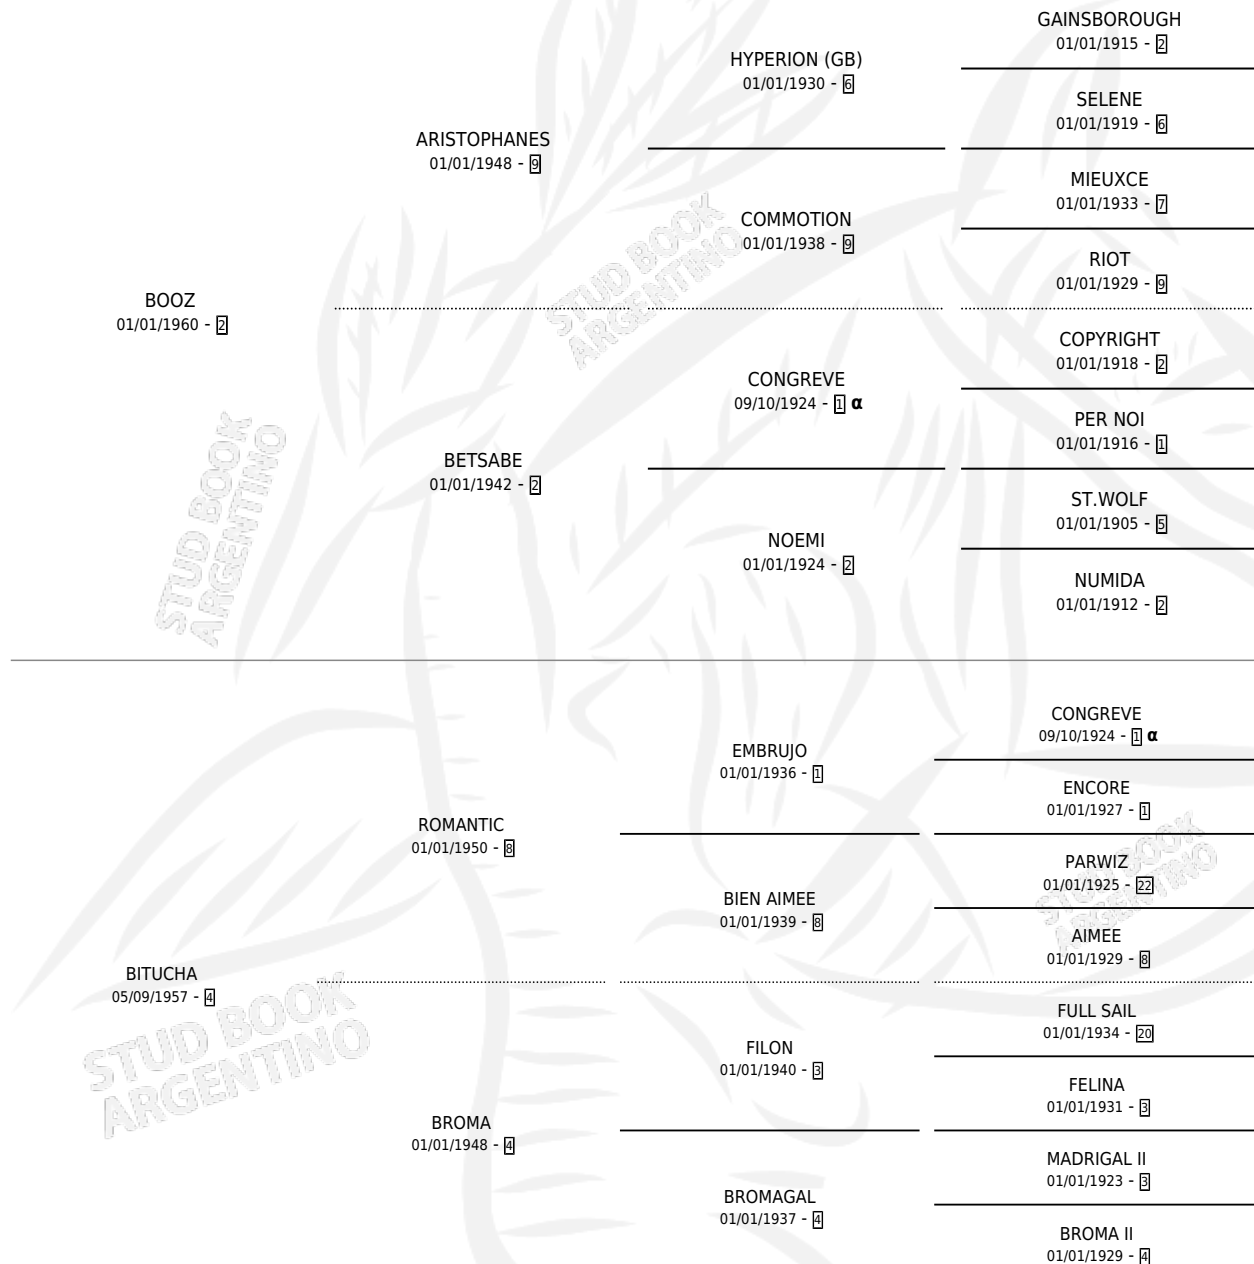 GAINSBOROUGH
01/01/1915 - 2
HYPERION (GB)
01/01/1930 - 6
SELENE
01/01/1919 - 6
ARISTOPHANES
01/01/1948 - 9
MIEUXCE
01/01/1933 - 7
COMMOTION
01/01/1938 - 9
RIOT
01/01/1929 - 9
BOOZ
01/01/1960 - 2
COPYRIGHT
01/01/1918 - 2
CONGREVE
09/10/1924 - 1 α
PER NOI
01/01/1916 - 1
BETSABE
01/01/1942 - 2
ST.WOLF
01/01/1905 - 5
NOEMI
01/01/1924 - 2
NUMIDA
01/01/1912 - 2
STUD BOOK
ARGENTINO
STUD BOOK
ARGENTINO
CONGREVE
09/10/1924 - 1 α
EMBRUJO
01/01/1936 - 1
ENCORE
01/01/1927 - 1
ROMANTIC
01/01/1950 - 8
PARWIZ
01/01/1925 - 22
BIEN AIMEE
01/01/1939 - 8
AIMEE
01/01/1929 - 8
BITUCHA
05/09/1957 - 4
FULL SAIL
01/01/1934 - 20
FILON
01/01/1940 - 3
FELINA
01/01/1931 - 3
BROMA
01/01/1948 - 4
MADRIGAL II
01/01/1923 - 3
BROMAGAL
01/01/1937 - 4
BROMA II
01/01/1929 - 4
STUD BOOK
ARGENTINO
STUD BOOK
ARGENTINO